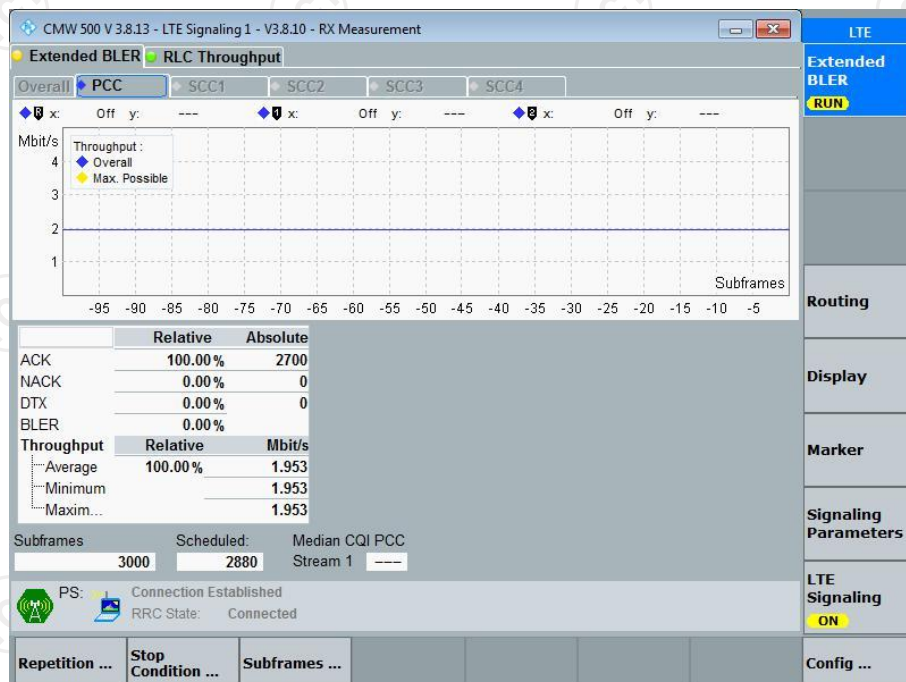 CMW 500 V 3.8.13 - LTE Signaling 1 - V3.8.10 - RX Measurement
LTE
Extended BLER RLC Throughput
Extended
BLER
RUN
Overall PCC SCC1 SCC2 SCC3 SCC4
R x: Off y: --- 1 x: Off y: --- 2 x: Off y: ---
Mbit/s
Throughput :
Overall
Max. Possible
4
3
2
1
Subframes
-95 -90 -85 -80 -75 -70 -65 -60 -55 -50 -45 -40 -35 -30 -25 -20 -15 -10 -5
Routing
Relative Absolute
ACK 100.00 % 2700
NACK 0.00 % 0
DTX 0.00 % 0
BLER 0.00 %
Display
Throughput Relative Mbit/s
Average 100.00 % 1.953
Minimum 1.953
Maxim... 1.953
Marker
Subframes Scheduled: Median CQI PCC
3000 2880 Stream 1 ---
Signaling
Parameters
PS: Connection Established
RRC State: Connected
LTE
Signaling
ON
Repetition ... Stop Condition ... Subframes ... Config ...